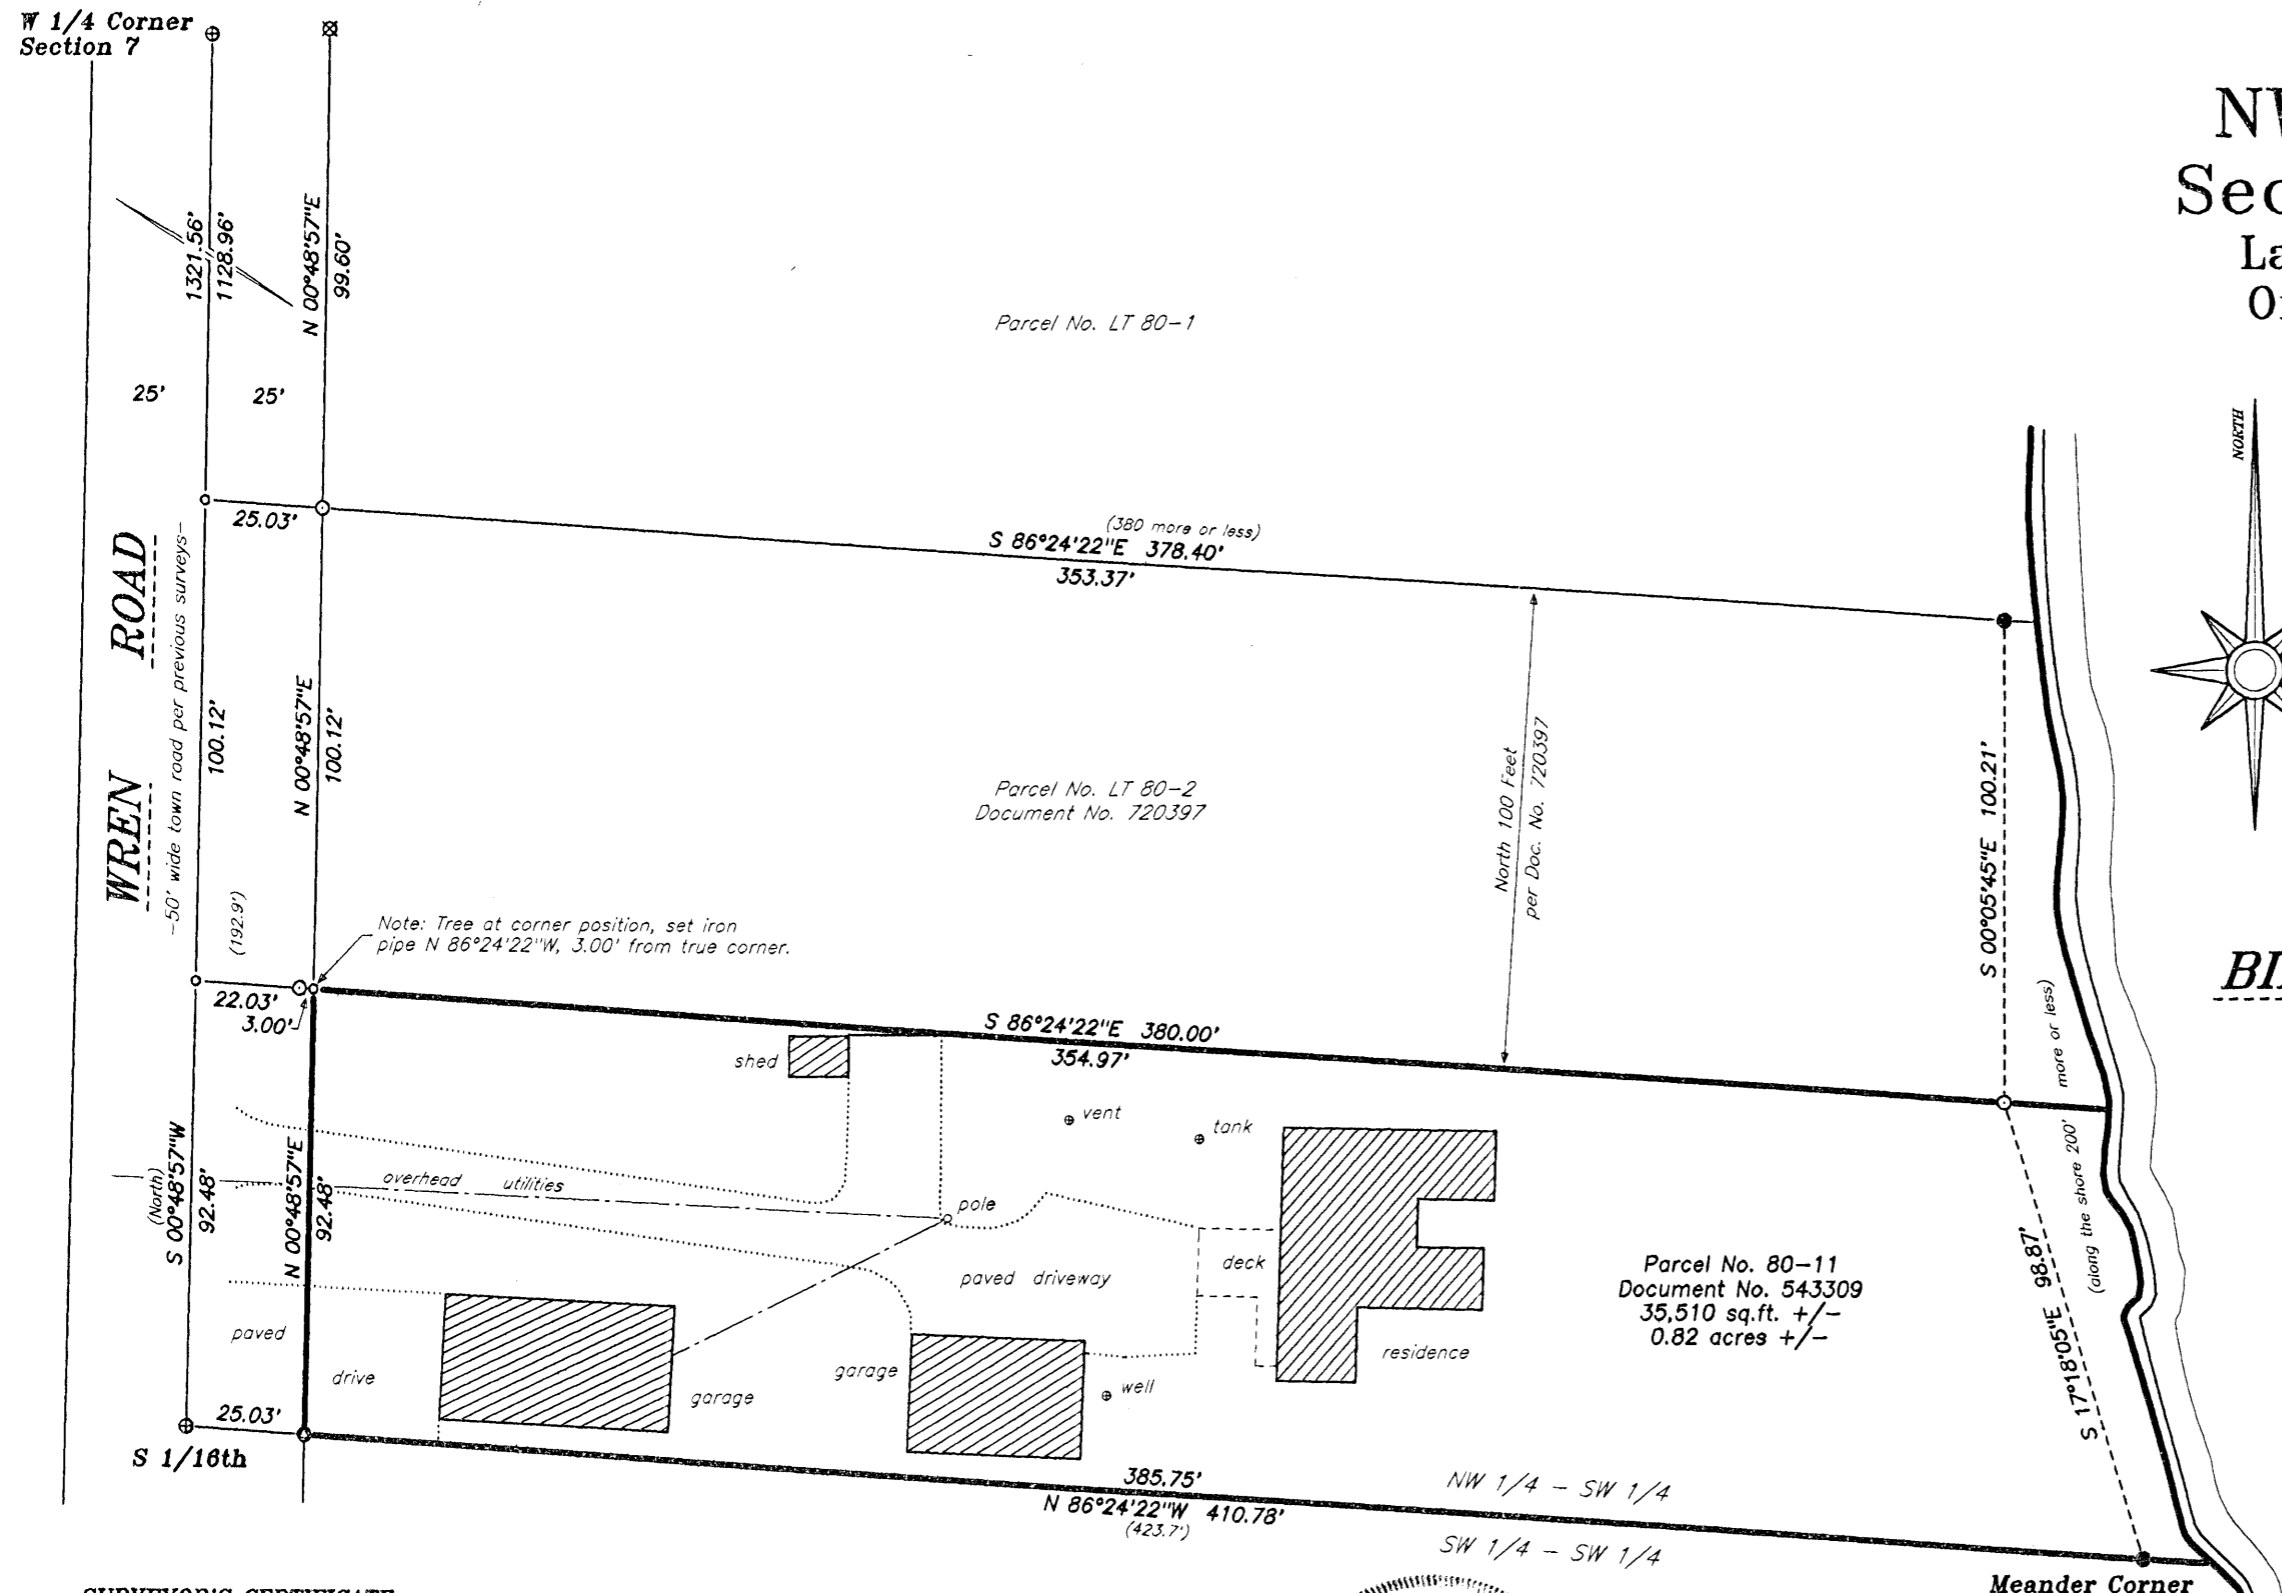 W 1/4 Corner
Section 7
1321.56'
1128.96'
N 00°48'57"E
99.60'
25'
25'
Parcel No. LT 80-1
NORTH
25.03'
(380 more or less)
S 86°24'22"E 378.40'
353.37'
WREN ROAD
-50' wide town road per previous surveys-
100.12'
N 00°48'57"E
100.12'
Parcel No. LT 80-2
Document No. 720397
North 100 Feet
per Doc. No. 720397
S 00°05'45"E 100.21'
(192.9')
Note: Tree at corner position, set iron
pipe N 86°24'22"W, 3.00' from true corner.
22.03'
3.00'
S 86°24'22"E 380.00'
354.97'
shed
vent
tank
(along the shore 200' more or less)
(North)
S 00°48'57"W
92.48'
N 00°48'57"E
92.48'
overhead utilities
pole
deck
paved driveway
Parcel No. 80-11
Document No. 543309
35,510 sq.ft. +/-
0.82 acres +/-
S 17°18'05"E 98.87'
paved
drive
garage
garage
well
residence
25.03'
S 1/16th
385.75'
N 86°24'22"W 410.78'
(423.7')
NW 1/4 - SW 1/4
SW 1/4 - SW 1/4
Meander Corner
SURVEYOR'S CERTIFICATE